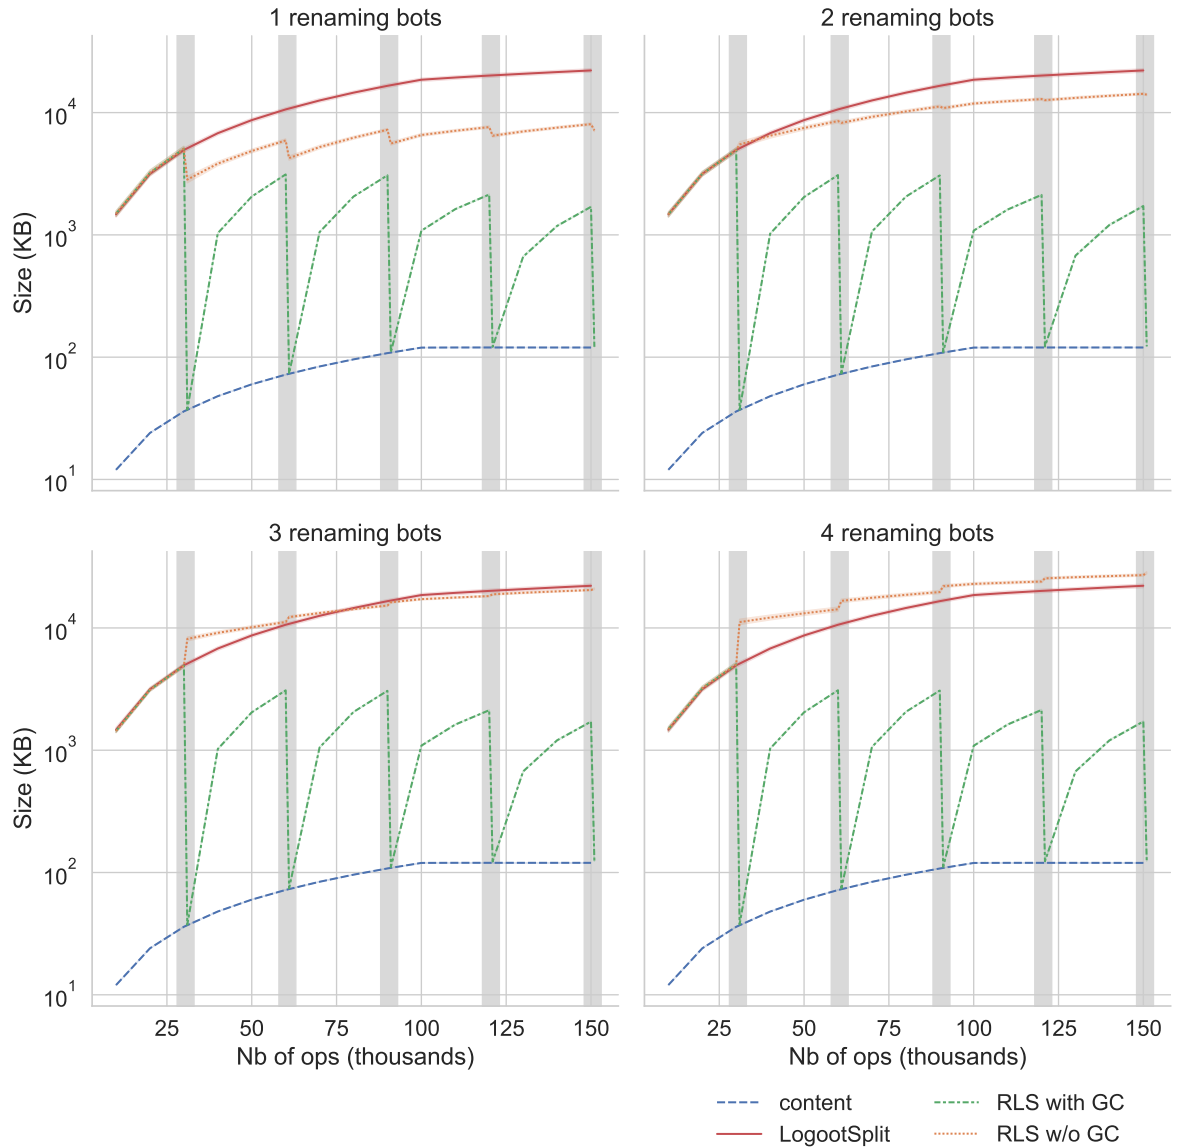 1 renaming bots
2 renaming bots
Size (KB)
10^4
10^3
10^2
10^1
3 renaming bots
4 renaming bots
Size (KB)
10^4
10^3
10^2
10^1
25 50 75 100 125 150
25 50 75 100 125 150
Nb of ops (thousands)
Nb of ops (thousands)
content
RLS with GC
LogootSplit
RLS w/o GC